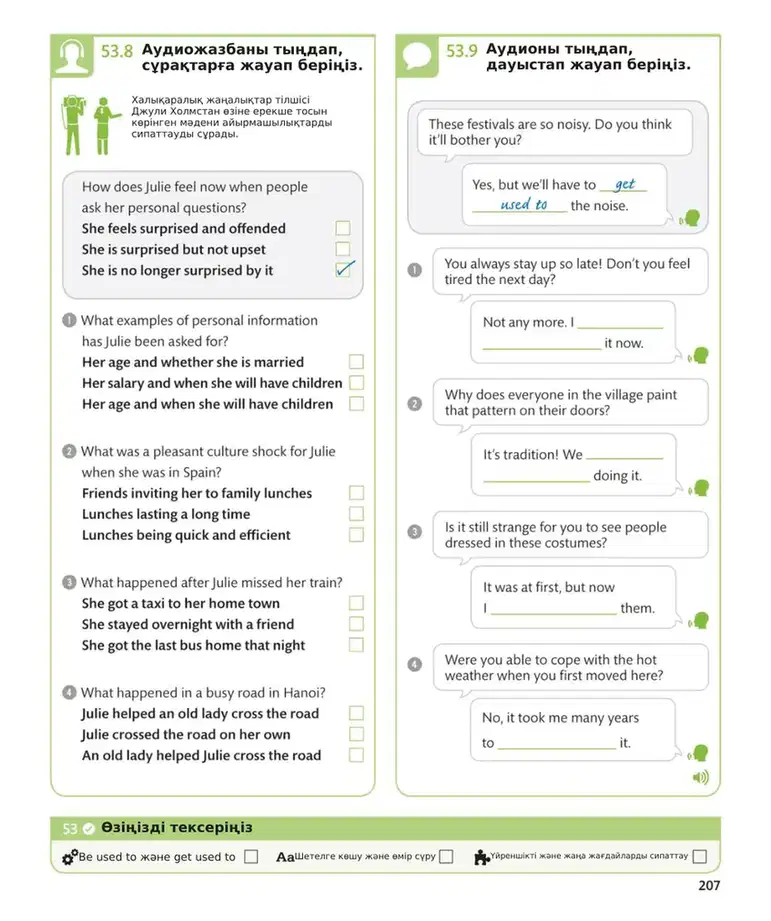 53.8 Аудиожазбаны тыңдап,
сұрақтарға жауап беріңіз.
Халықаралық жаңалықтар тілшісі
Джули Холмстан өзіне ерекше тосын
көрінген мәдени айырмашылықтарды
сипаттауды сұрады.
How does Julie feel now when people
ask her personal questions?
She feels surprised and offended
She is surprised but not upset
She is no longer surprised by it
1 What examples of personal information
has Julie been asked for?
Her age and whether she is married
Her salary and when she will have children
Her age and when she will have children
2 What was a pleasant culture shock for Julie
when she was in Spain?
Friends inviting her to family lunches
Lunches lasting a long time
Lunches being quick and efficient
3 What happened after Julie missed her train?
She got a taxi to her home town
She stayed overnight with a friend
She got the last bus home that night
4 What happened in a busy road in Hanoi?
Julie helped an old lady cross the road
Julie crossed the road on her own
An old lady helped Julie cross the road
53.9 Аудионы тыңдап,
дауыстап жауап беріңіз.
These festivals are so noisy. Do you think
it'll bother you?
Yes, but we'll have to get
used to the noise.
1 You always stay up so late! Don't you feel
tired the next day?
Not any more. I
it now.
2 Why does everyone in the village paint
that pattern on their doors?
It's tradition! We
doing it.
3 Is it still strange for you to see people
dressed in these costumes?
It was at first, but now
I them.
4 Were you able to cope with the hot
weather when you first moved here?
No, it took me many years
to it.
53 Өзіңізді тексеріңіз
Be used to және get used to Aa Шетелге көшу және өмір сүру Үйреншікті және жаңа жағдайларды сипаттау
207